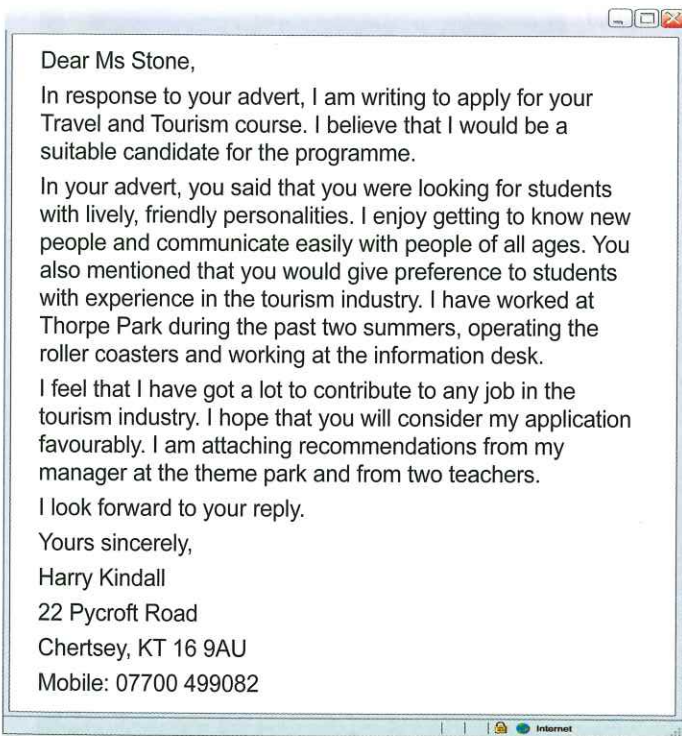 Dear Ms Stone,
In response to your advert, I am writing to apply for your
Travel and Tourism course. I believe that I would be a
suitable candidate for the programme.
In your advert, you said that you were looking for students
with lively, friendly personalities. I enjoy getting to know new
people and communicate easily with people of all ages. You
also mentioned that you would give preference to students
with experience in the tourism industry. I have worked at
Thorpe Park during the past two summers, operating the
roller coasters and working at the information desk.
I feel that I have got a lot to contribute to any job in the
tourism industry. I hope that you will consider my application
favourably. I am attaching recommendations from my
manager at the theme park and from two teachers.
I look forward to your reply.
Yours sincerely,
Harry Kindall
22 Pycroft Road
Chertsey, KT 16 9AU
Mobile: 07700 499082
Internet